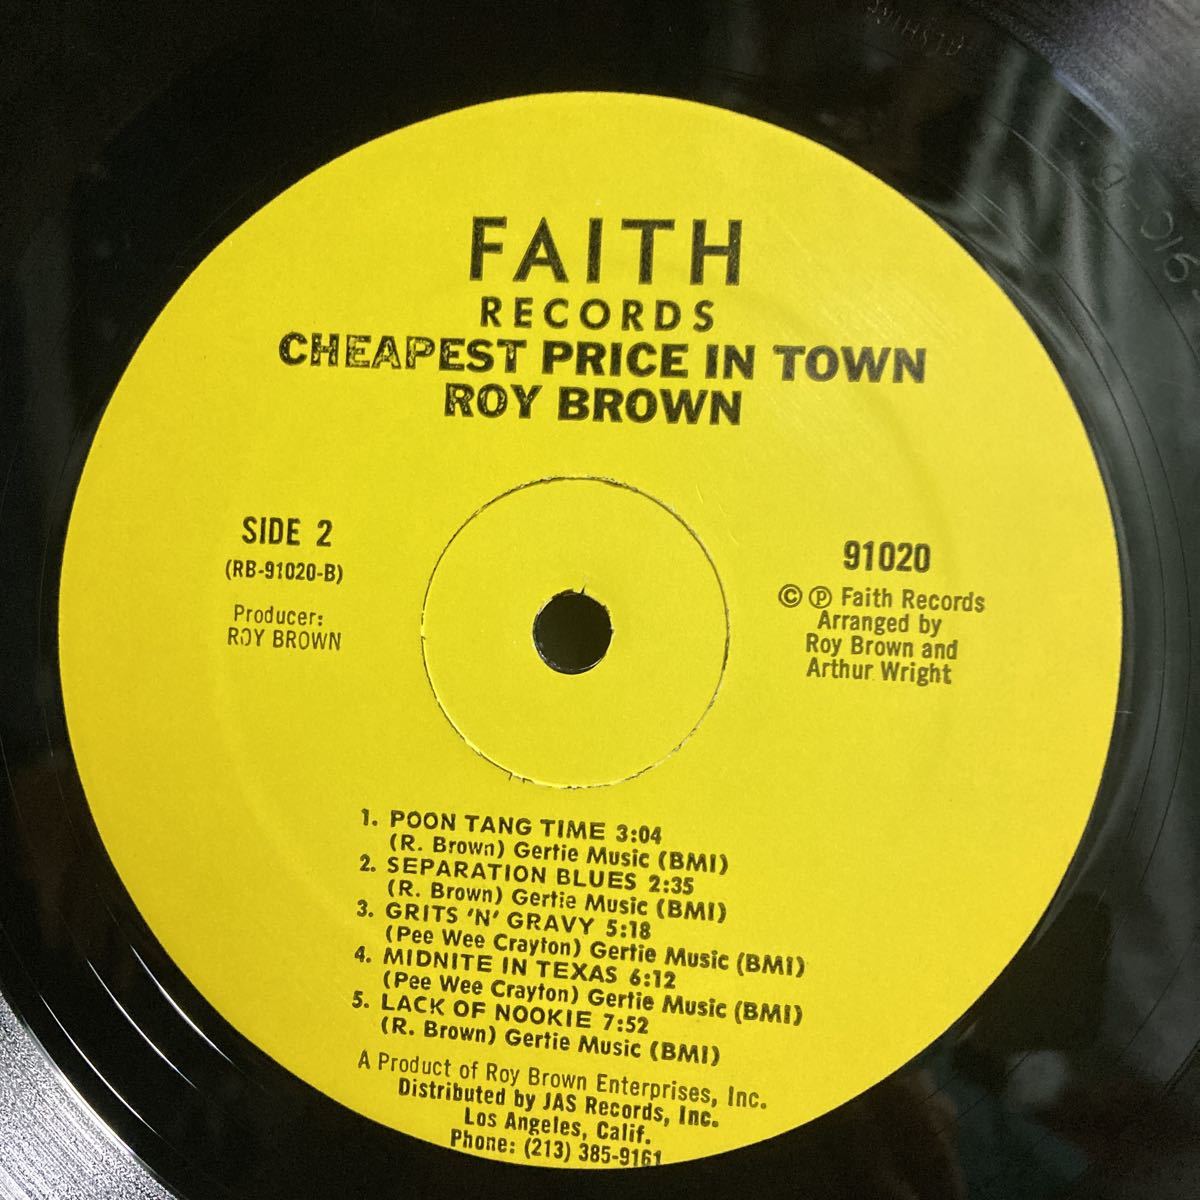 FAITH
RECORDS
CHEAPEST PRICE IN TOWN
ROY BROWN
SIDE 2
(RB-91020-B)
Producer:
ROY BROWN
91020
© ℗ Faith Records
Arranged by
Roy Brown and
Arthur Wright
1. POON TANG TIME 3:04
(R. Brown) Gertie Music (BMI)
2. SEPARATION BLUES 2:35
(R. Brown) Gertie Music (BMI)
3. GRITS 'N' GRAVY 5:18
(Pee Wee Crayton) Gertie Music (BMI)
4. MIDNITE IN TEXAS 6:12
(Pee Wee Crayton) Gertie Music (BMI)
5. LACK OF NOOKIE 7:52
(R. Brown) Gertie Music (BMI)
A Product of Roy Brown Enterprises, Inc.
Distributed by JAS Records, Inc.
Los Angeles, Calif.
Phone: (213) 385-9161